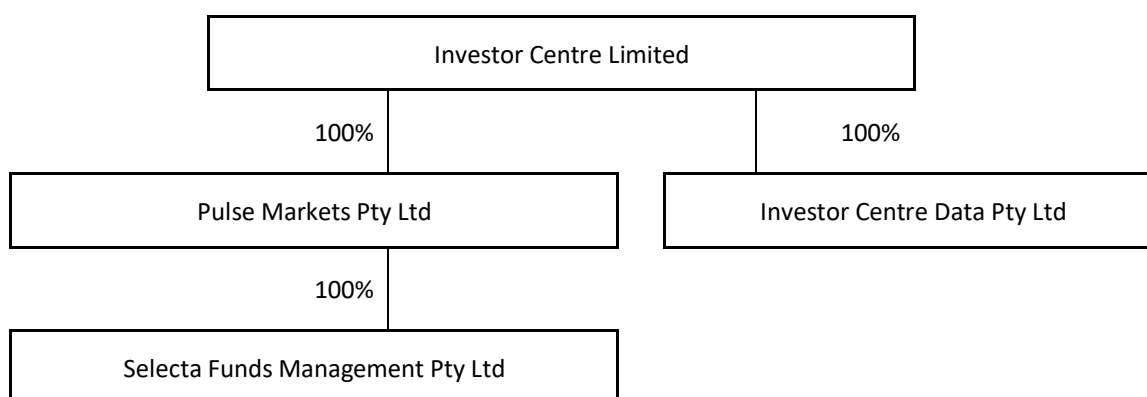 Investor Centre Limited
100%
100%
Pulse Markets Pty Ltd
Investor Centre Data Pty Ltd
100%
Selecta Funds Management Pty Ltd